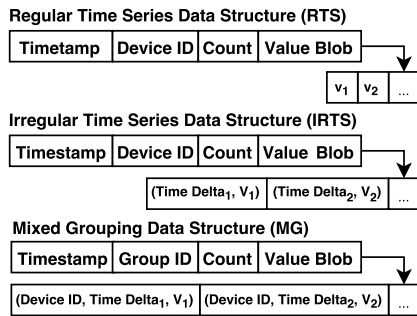 Regular Time Series Data Structure (RTS)
Timestamp Device ID Count Value Blob
v1 v2 ...
Irregular Time Series Data Structure (IRTS)
Timestamp Device ID Count Value Blob
(Time Delta1, V1) (Time Delta2, V2) ...
Mixed Grouping Data Structure (MG)
Timestamp Group ID Count Value Blob
(Device ID, Time Delta1, V1) (Device ID, Time Delta2, V2) ...